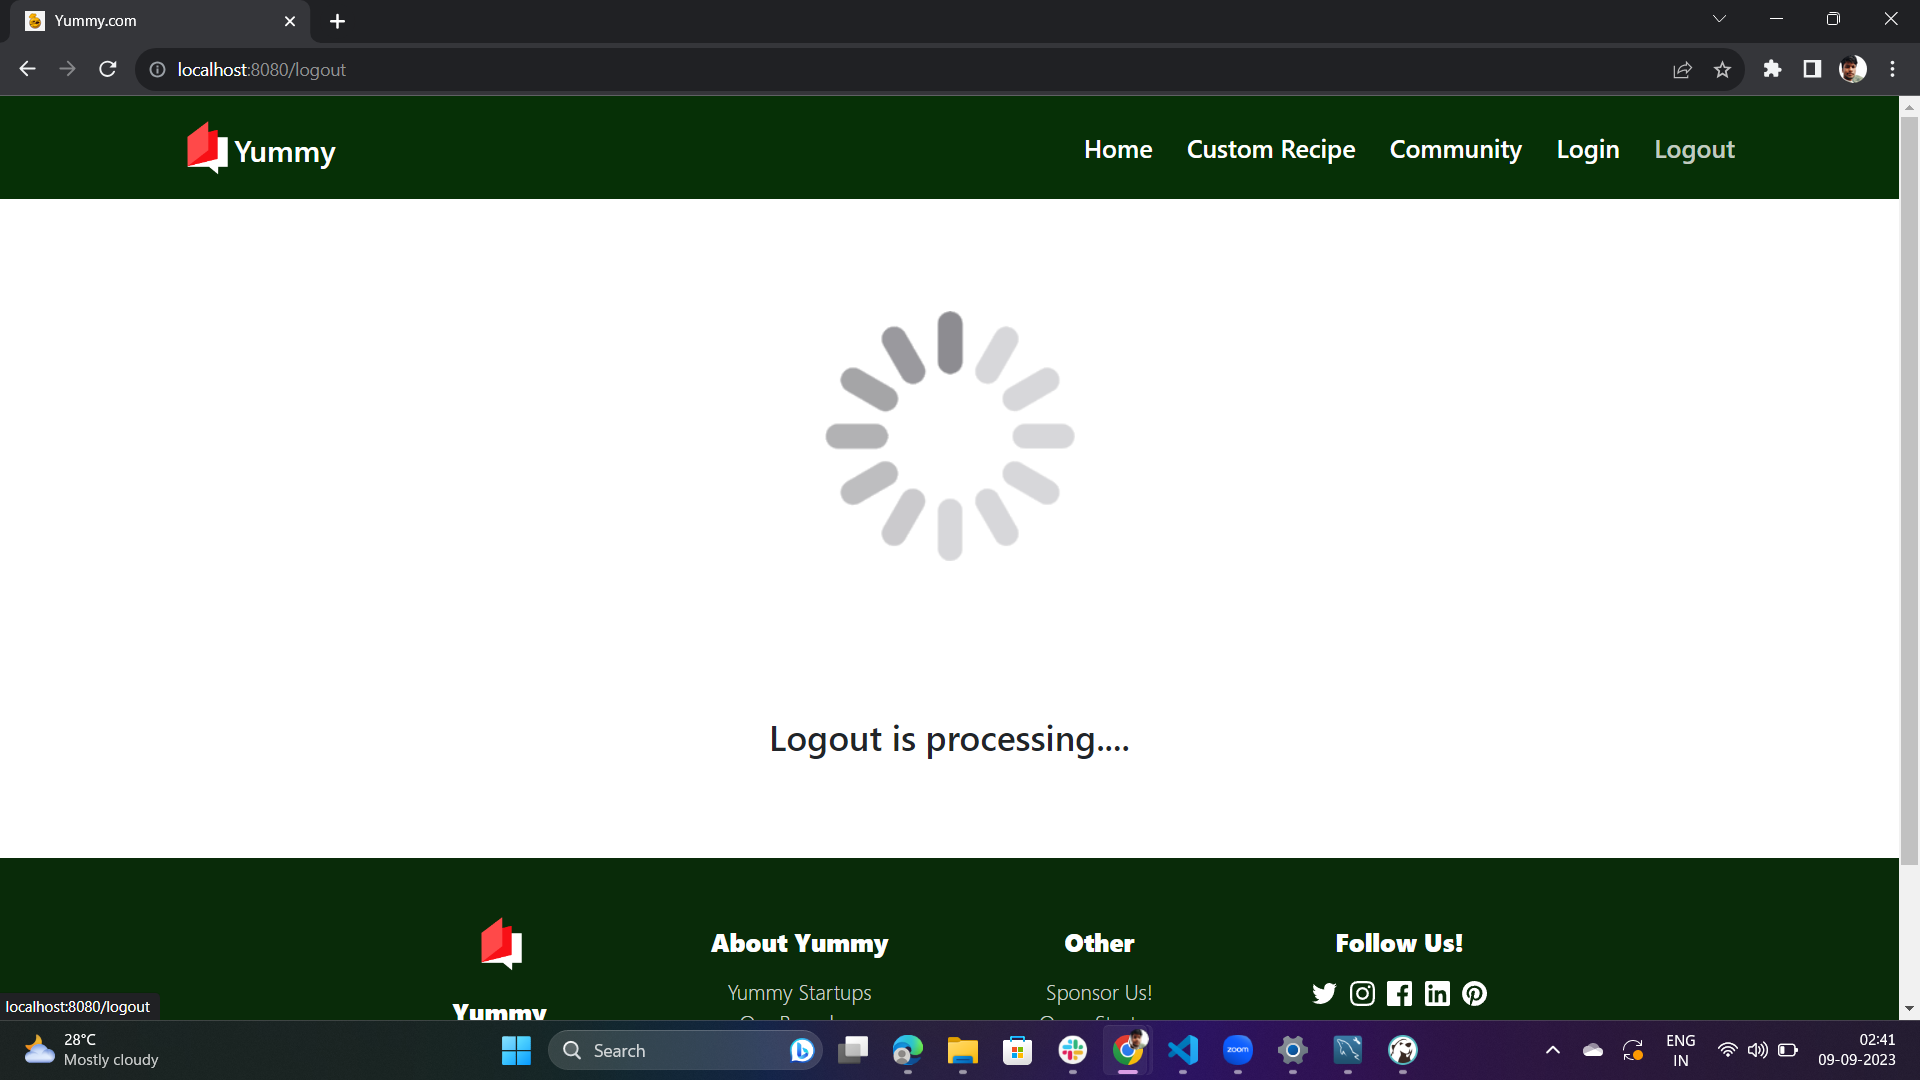 Yummy.com
localhost:8080/logout
Yummy
Home Custom Recipe Community Login Logout
Logout is processing....
About Yummy Other Follow Us!
Yummy Startups Sponsor Us!
Yummy
localhost:8080/logout
28°C
Mostly cloudy
Search
zoom
ENG
IN
02:41
09-09-2023